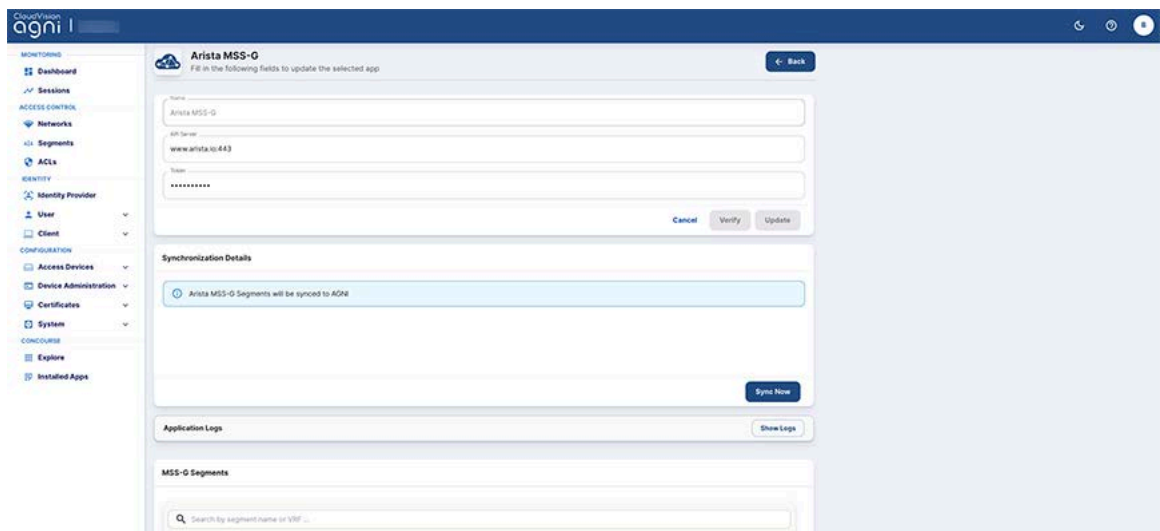 CloudVision
agni
Arista MSS-G
Fill in the following fields to update the selected app
Back
MONITORING
Dashboard
Sessions
ACCESS CONTROL
Networks
Segments
ACLs
IDENTITY
Identity Provider
User
Client
CONFIGURATION
Access Devices
Device Administration
Certificates
System
CONCOURSE
Explore
Installed Apps
Name
Arista MSS-G
API Server
www.arista.io:443
Token
Cancel
Verify
Update
Synchronization Details
Arista MSS-G Segments will be synced to AGNI
Sync Now
Application Logs
Show Logs
MSS-G Segments
Search by segment name or VRF ...